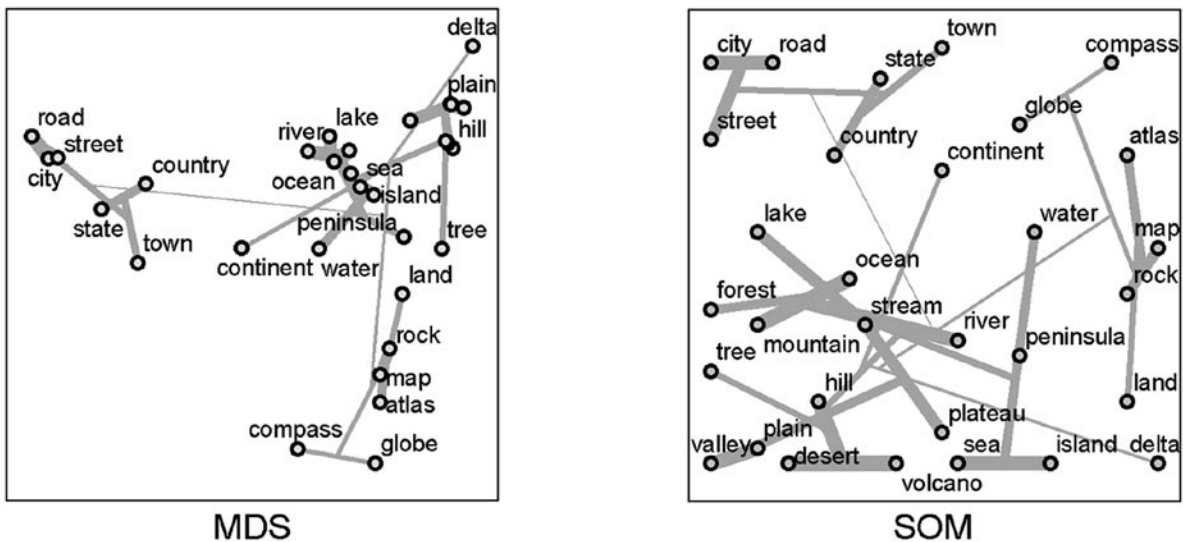 delta
plain
road
lake
river
hill
street
country
sea
city
ocean
island
state
peninsula
town
tree
continent water
land
rock
map
atlas
compass
globe
MDS
town
city
road
compass
state
globe
street
atlas
country
continent
lake
water
map
ocean
rock
forest
stream
river
mountain
peninsula
tree
hill
land
plateau
plain
valley
sea
island delta
desert
volcano
SOM